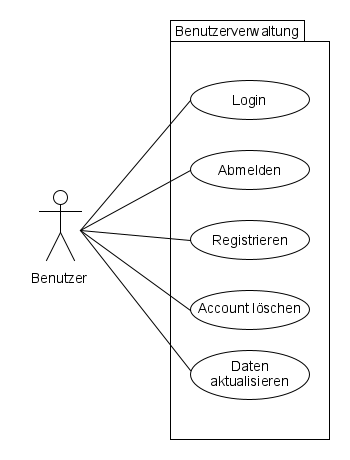 Benutzerverwaltung
Login
Abmelden
Registrieren
Benutzer
Account löschen
Daten
aktualisieren